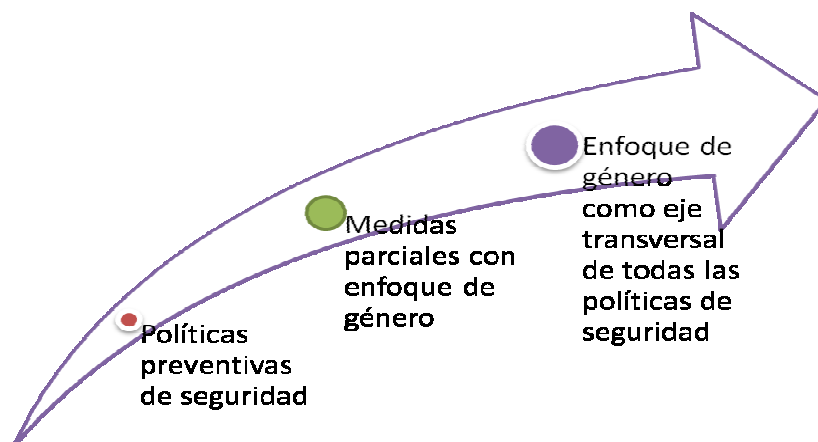 Políticas
preventivas
de seguridad
Medidas
parciales con
enfoque de
género
Enfoque de
género
como eje
transversal
de todas las
políticas de
seguridad